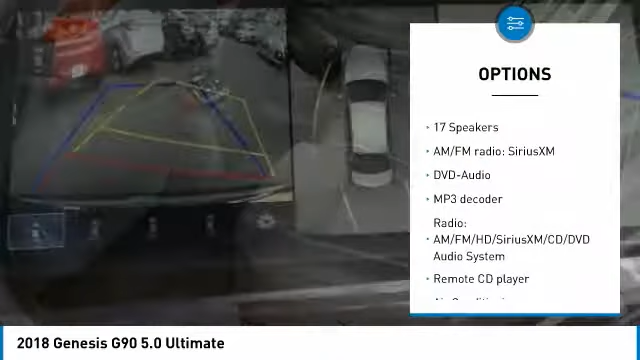 OPTIONS
17 Speakers
AM/FM radio: SiriusXM
DVD-Audio
MP3 decoder
Radio:
AM/FM/HD/SiriusXM/CD/DVD
Audio System
Remote CD player
2018 Genesis G90 5.0 Ultimate